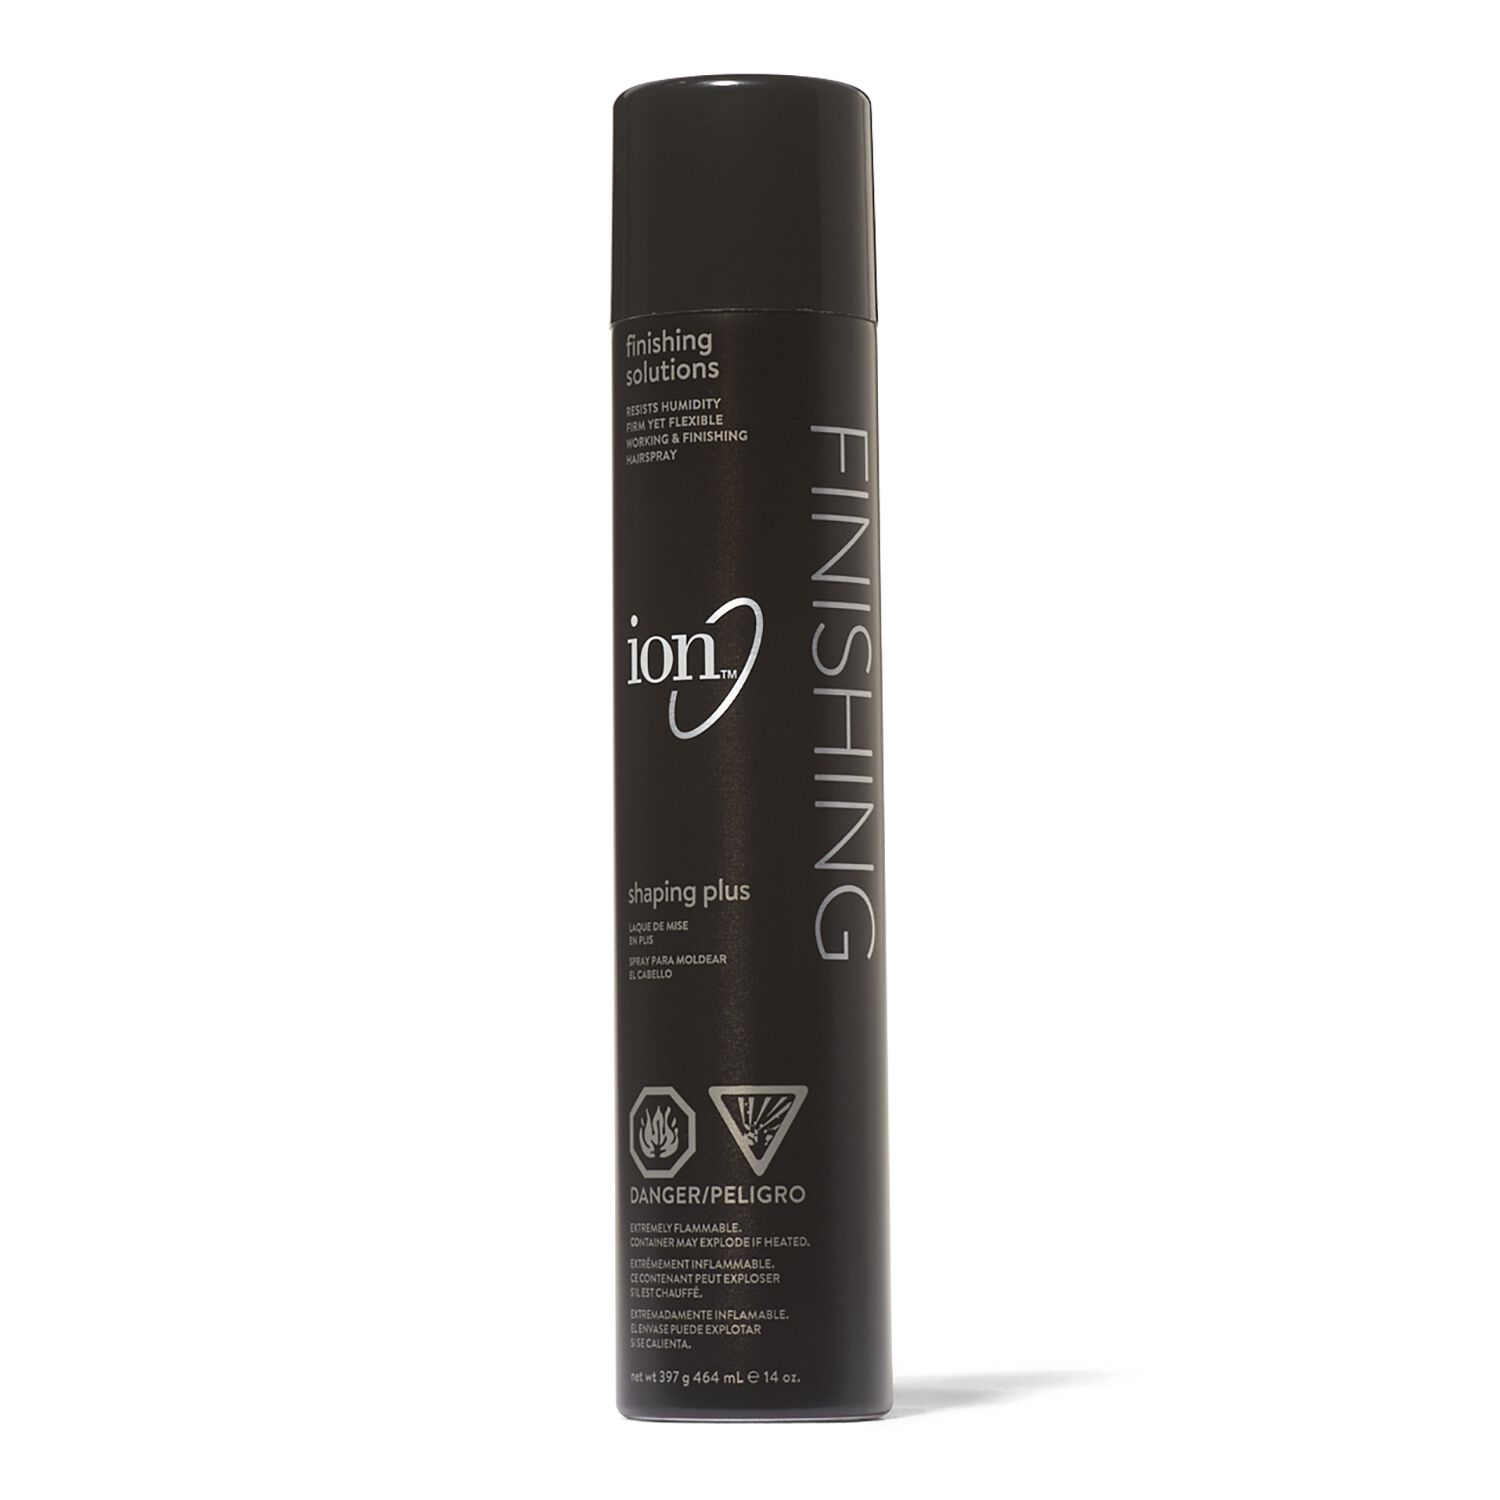 finishing
solutions
RESISTS HUMIDITY
FIRM YET FLEXIBLE
WORKING & FINISHING
HAIRSPRAY
FINISHING
ion™
shaping plus
LAQUE DE MISE
EN PLIS
SPRAY PARA MOLDEAR
EL CABELLO
DANGER/PELIGRO
EXTREMELY FLAMMABLE.
CONTAINER MAY EXPLODE IF HEATED.
EXTRÊMEMENT INFLAMMABLE.
CE CONTENANT PEUT EXPLOSER
S'IL EST CHAUFFÉ.
EXTREMADAMENTE INFLAMABLE.
EL ENVASE PUEDE EXPLOTAR
SI SE CALIENTA.
net wt 397 g 464 mL ℮ 14 oz.